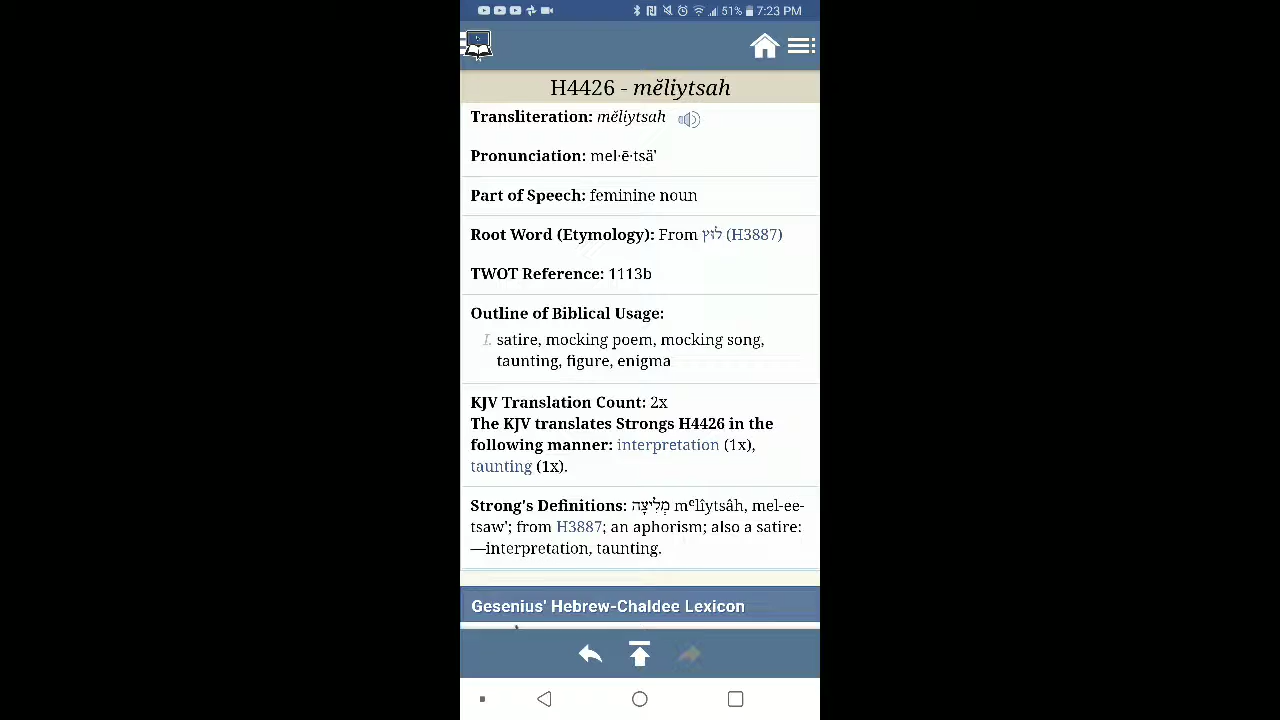 51% 7:23 PM
H4426 - mĕliytsah
Transliteration: mĕliytsah
Pronunciation: mel·ē·tsä'
Part of Speech: feminine noun
Root Word (Etymology): From לוּץ (H3887)
TWOT Reference: 1113b
Outline of Biblical Usage:
I. satire, mocking poem, mocking song,
taunting, figure, enigma
KJV Translation Count: 2x
The KJV translates Strongs H4426 in the
following manner: interpretation (1x),
taunting (1x).
Strong's Definitions: מְלִיצָה mᵉlîytsâh, mel-ee-
tsaw'; from H3887; an aphorism; also a satire:
—interpretation, taunting.
Gesenius' Hebrew-Chaldee Lexicon